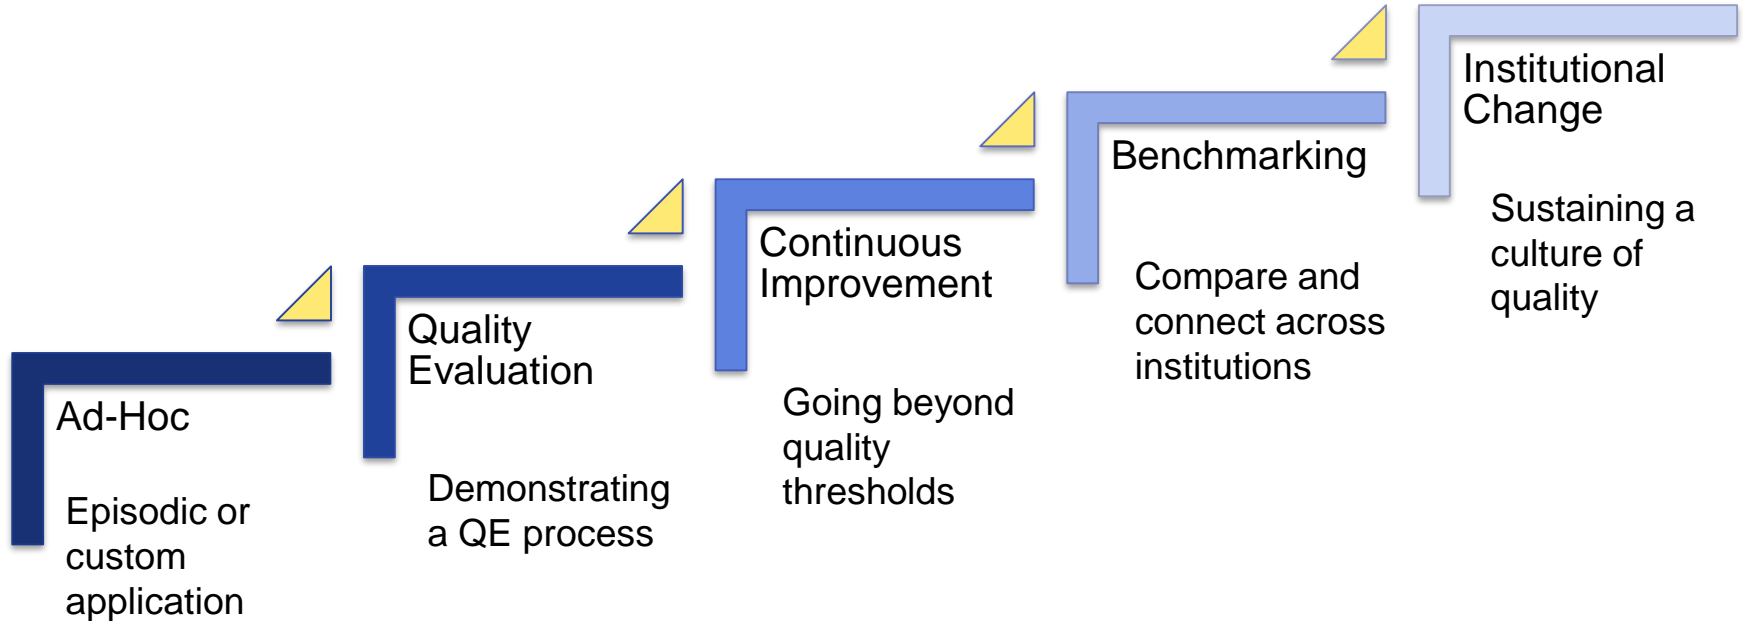 Ad-Hoc
Episodic or
custom
application
Quality
Evaluation
Demonstrating
a QE process
Continuous
Improvement
Going beyond
quality
thresholds
Benchmarking
Compare and
connect across
institutions
Institutional
Change
Sustaining a
culture of
quality